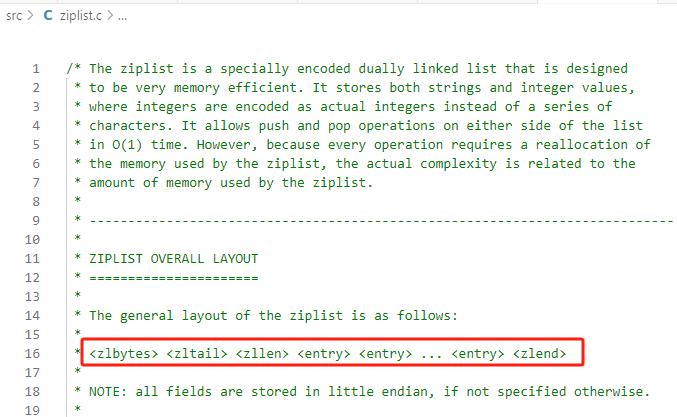 src > C ziplist.c > ...
1 /* The ziplist is a specially encoded dually linked list that is designed
2 * to be very memory efficient. It stores both strings and integer values,
3 * where integers are encoded as actual integers instead of a series of
4 * characters. It allows push and pop operations on either side of the list
5 * in O(1) time. However, because every operation requires a reallocation of
6 * the memory used by the ziplist, the actual complexity is related to the
7 * amount of memory used by the ziplist.
8 *
9 * ----------------------------------------------------------------------------
10 *
11 * ZIPLIST OVERALL LAYOUT
12 * ======================
13 *
14 * The general layout of the ziplist is as follows:
15 *
16 * <zlbytes> <zltail> <zllen> <entry> <entry> ... <entry> <zlend>
17 *
18 * NOTE: all fields are stored in little endian, if not specified otherwise.
19 *